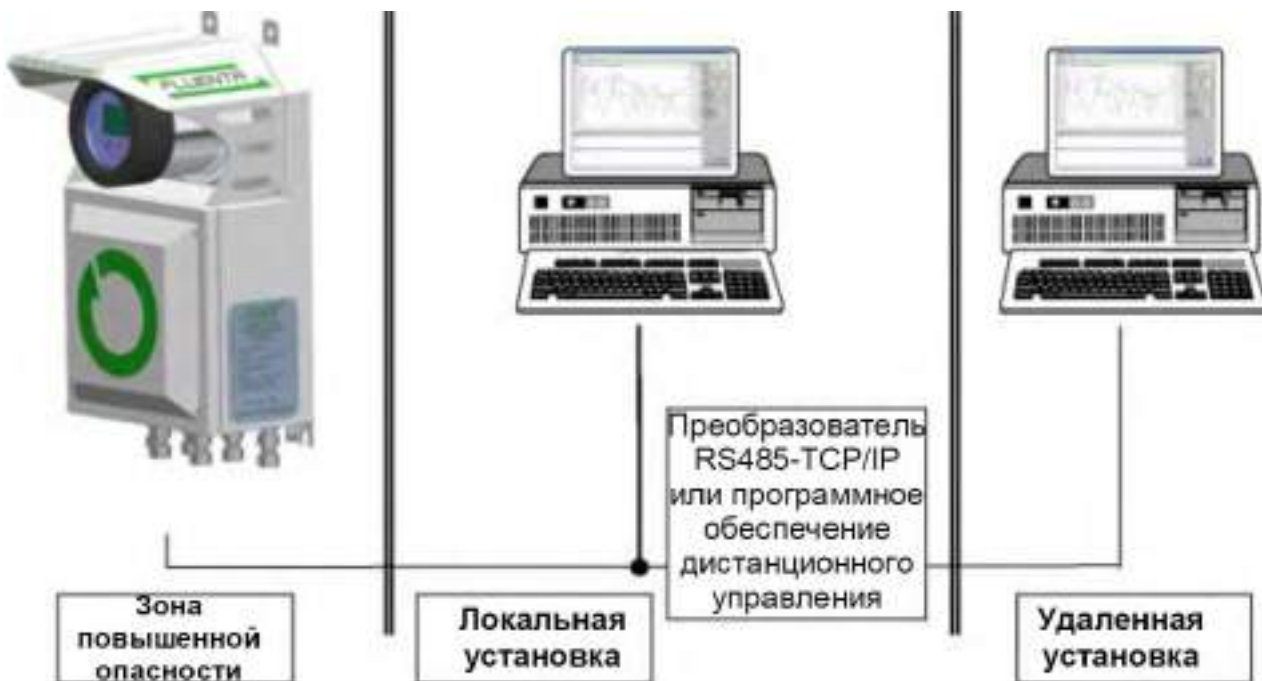 FLUENTA
Преобразователь
RS485-TCP/IP
или программное
обеспечение
дистанционного
управления
Зона
повышенной
опасности
Локальная
установка
Удаленная
установка